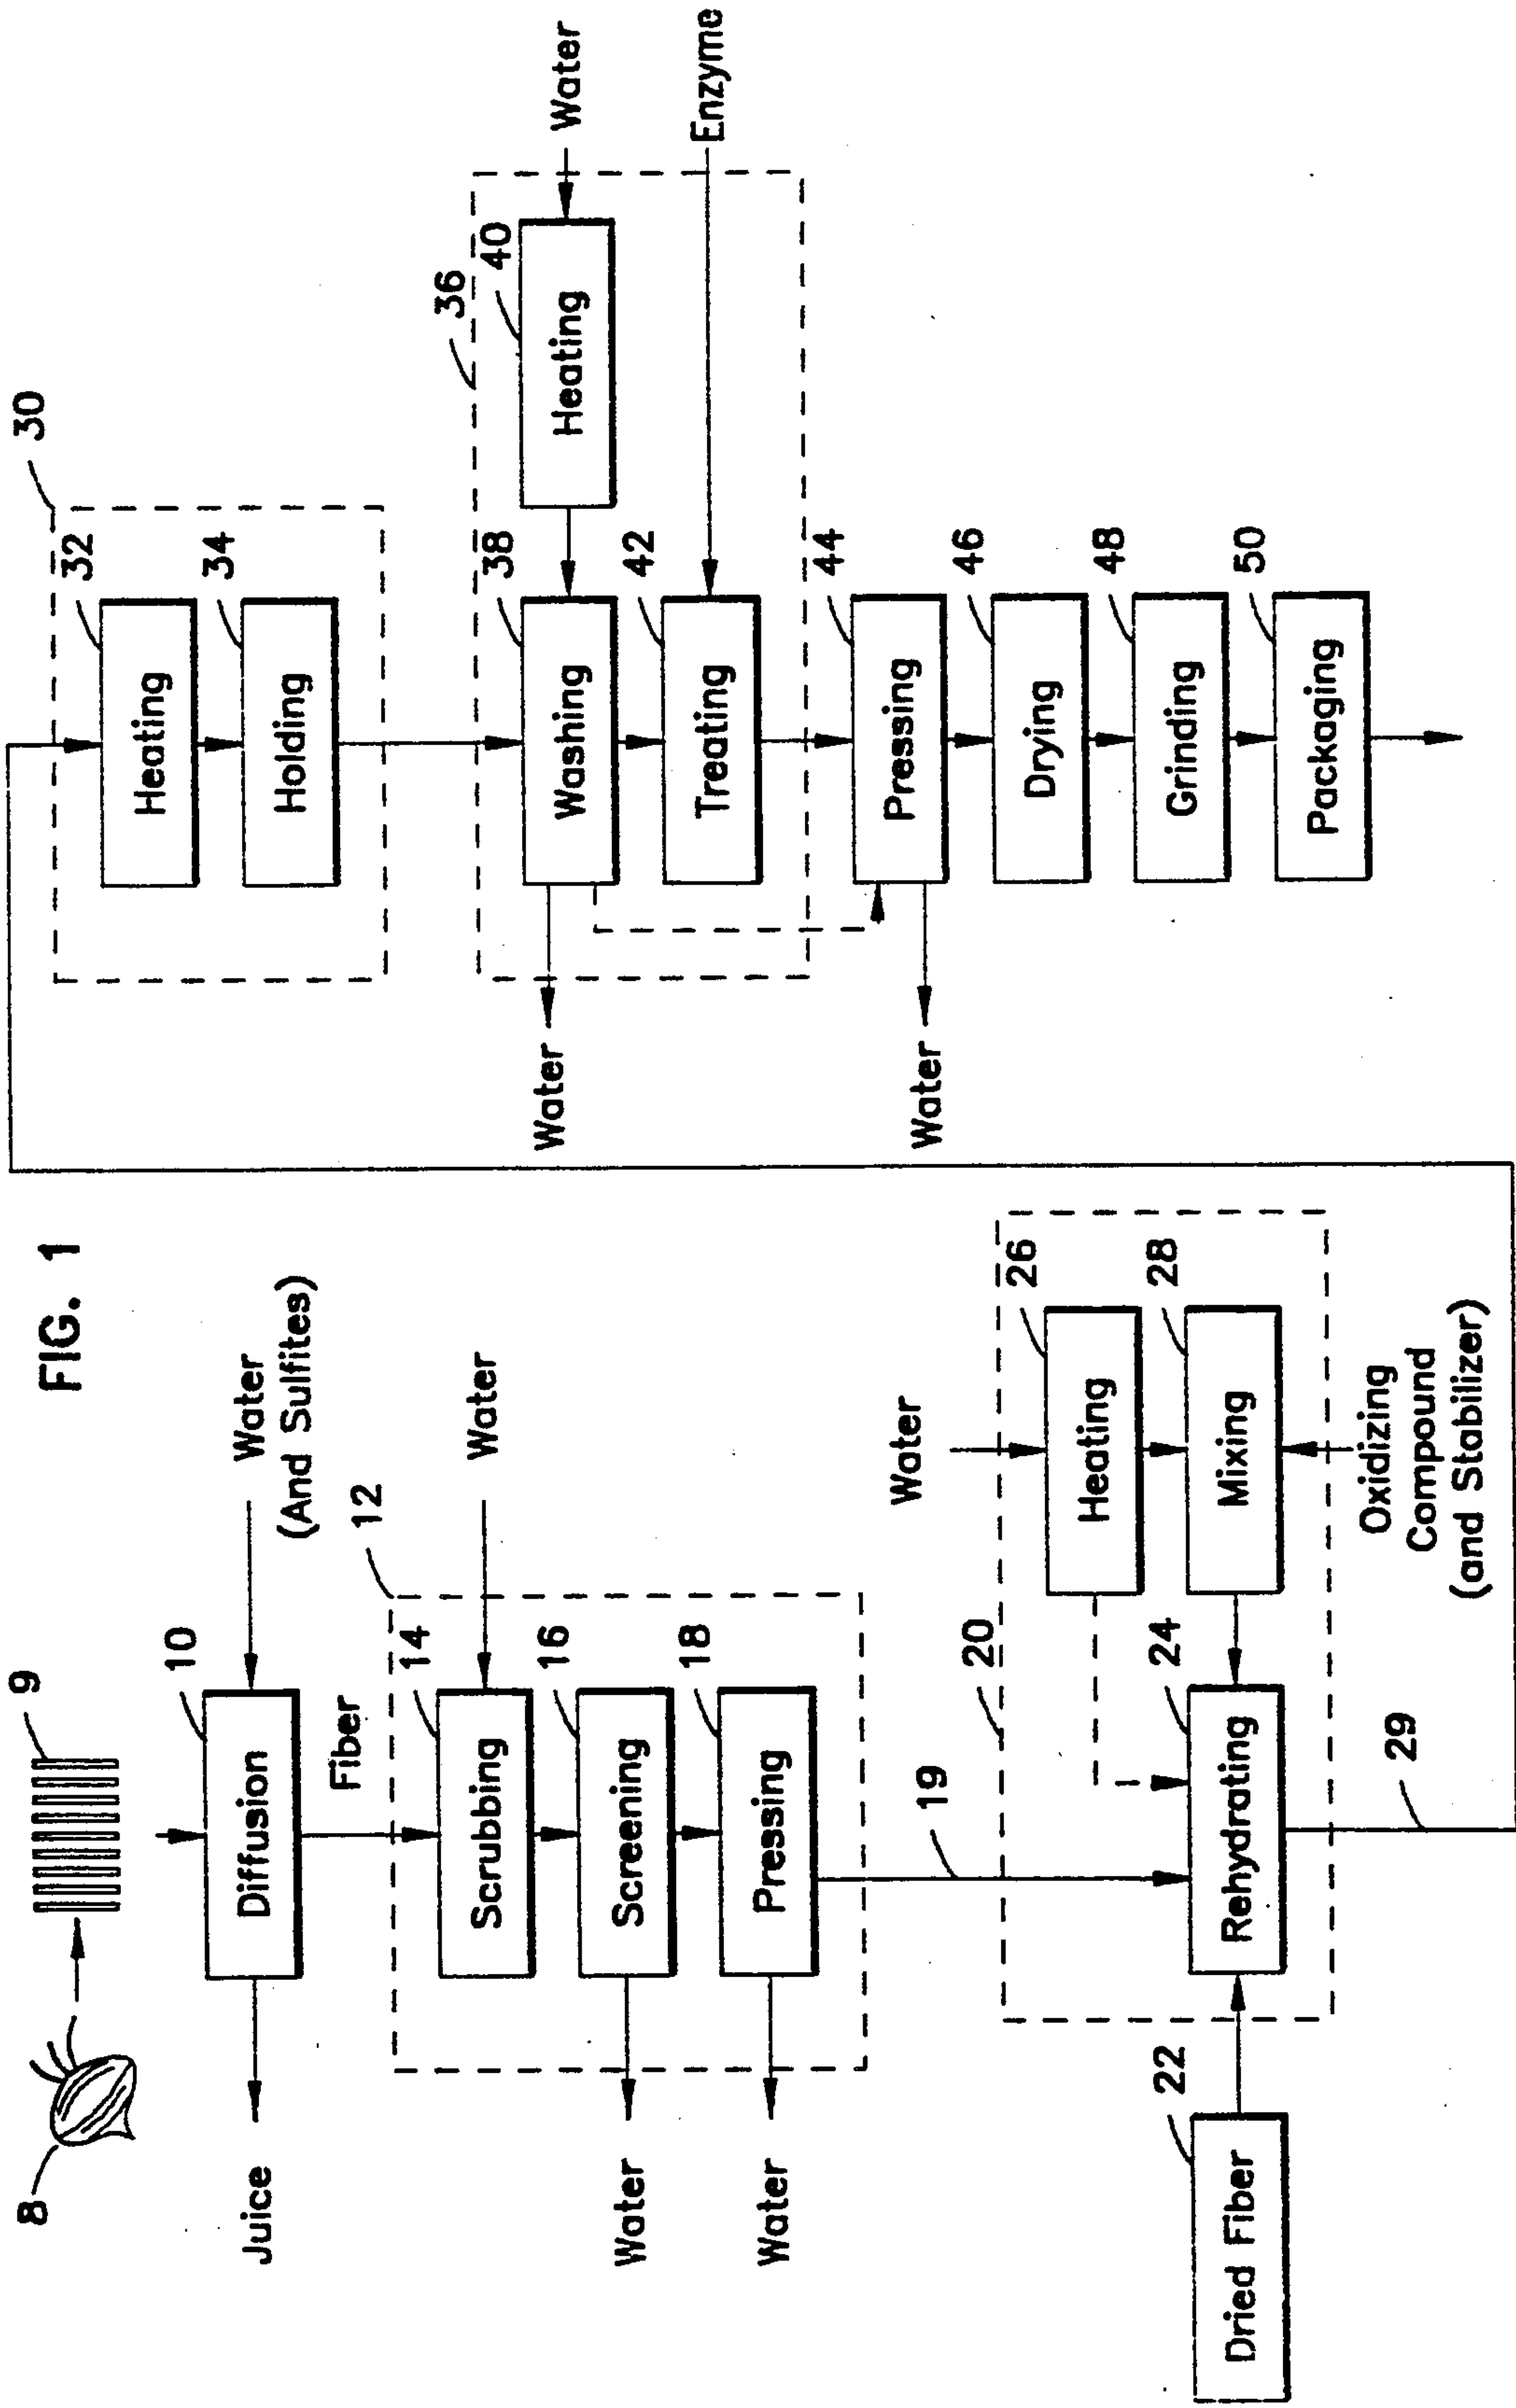 FIG. 1
8
9
10
Diffusion
Water
(And Sulfites)
Juice
Fiber
12
14
Scrubbing
Water
16
Screening
Water
18
Pressing
Water
19
20
Water
26
Heating
28
Mixing
24
Rehydrating
22
Dried Fiber
Oxidizing
Compound
(and Stabilizer)
29
30
32
Heating
34
Holding
36
38
Washing
40
Heating
Water
Water
42
Treating
Enzyme
44
Pressing
Water
46
Drying
48
Grinding
50
Packaging